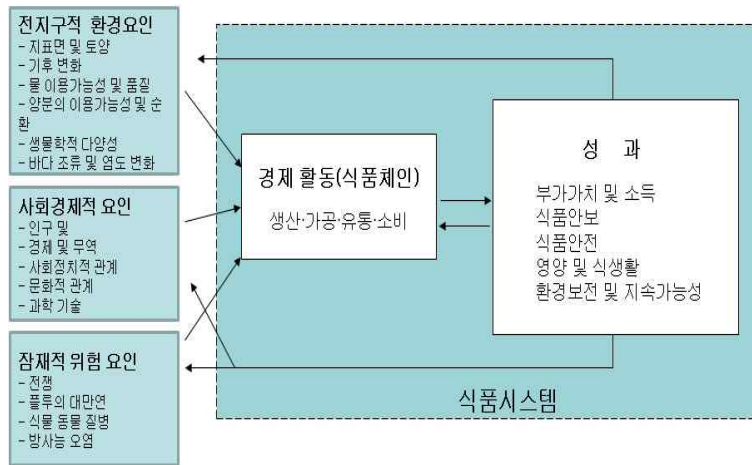 전지구적 환경요인
- 지표면 및 토양
- 기후 변화
- 물 이용가능성 및 품질
- 양분의 이용가능성 및 순
환
- 생물학적 다양성
- 바다 조류 및 염도 변화
사회경제적 요인
- 인구 및
- 경제 및 무역
- 사회정치적 관계
- 문화적 관계
- 과학 기술
잠재적 위험 요인
- 전쟁
- 플루의 대만연
- 식물 동물 질병
- 방사능 오염
경제 활동(식품체인)
생산·가공·유통·소비
성 과
부가가치 및 소득
식품안보
식품안전
영양 및 식생활
환경보전 및 지속가능성
식품시스템